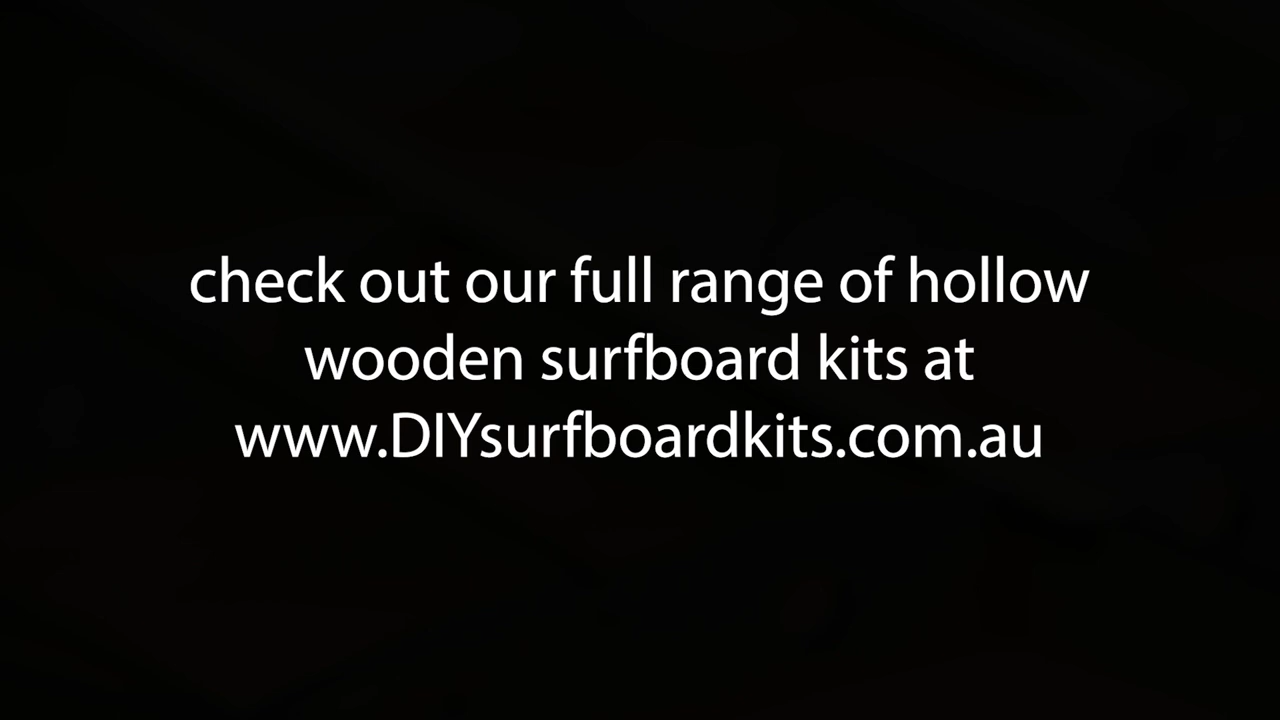 check out our full range of hollow
wooden surfboard kits at
www.DIYsurfboardkits.com.au